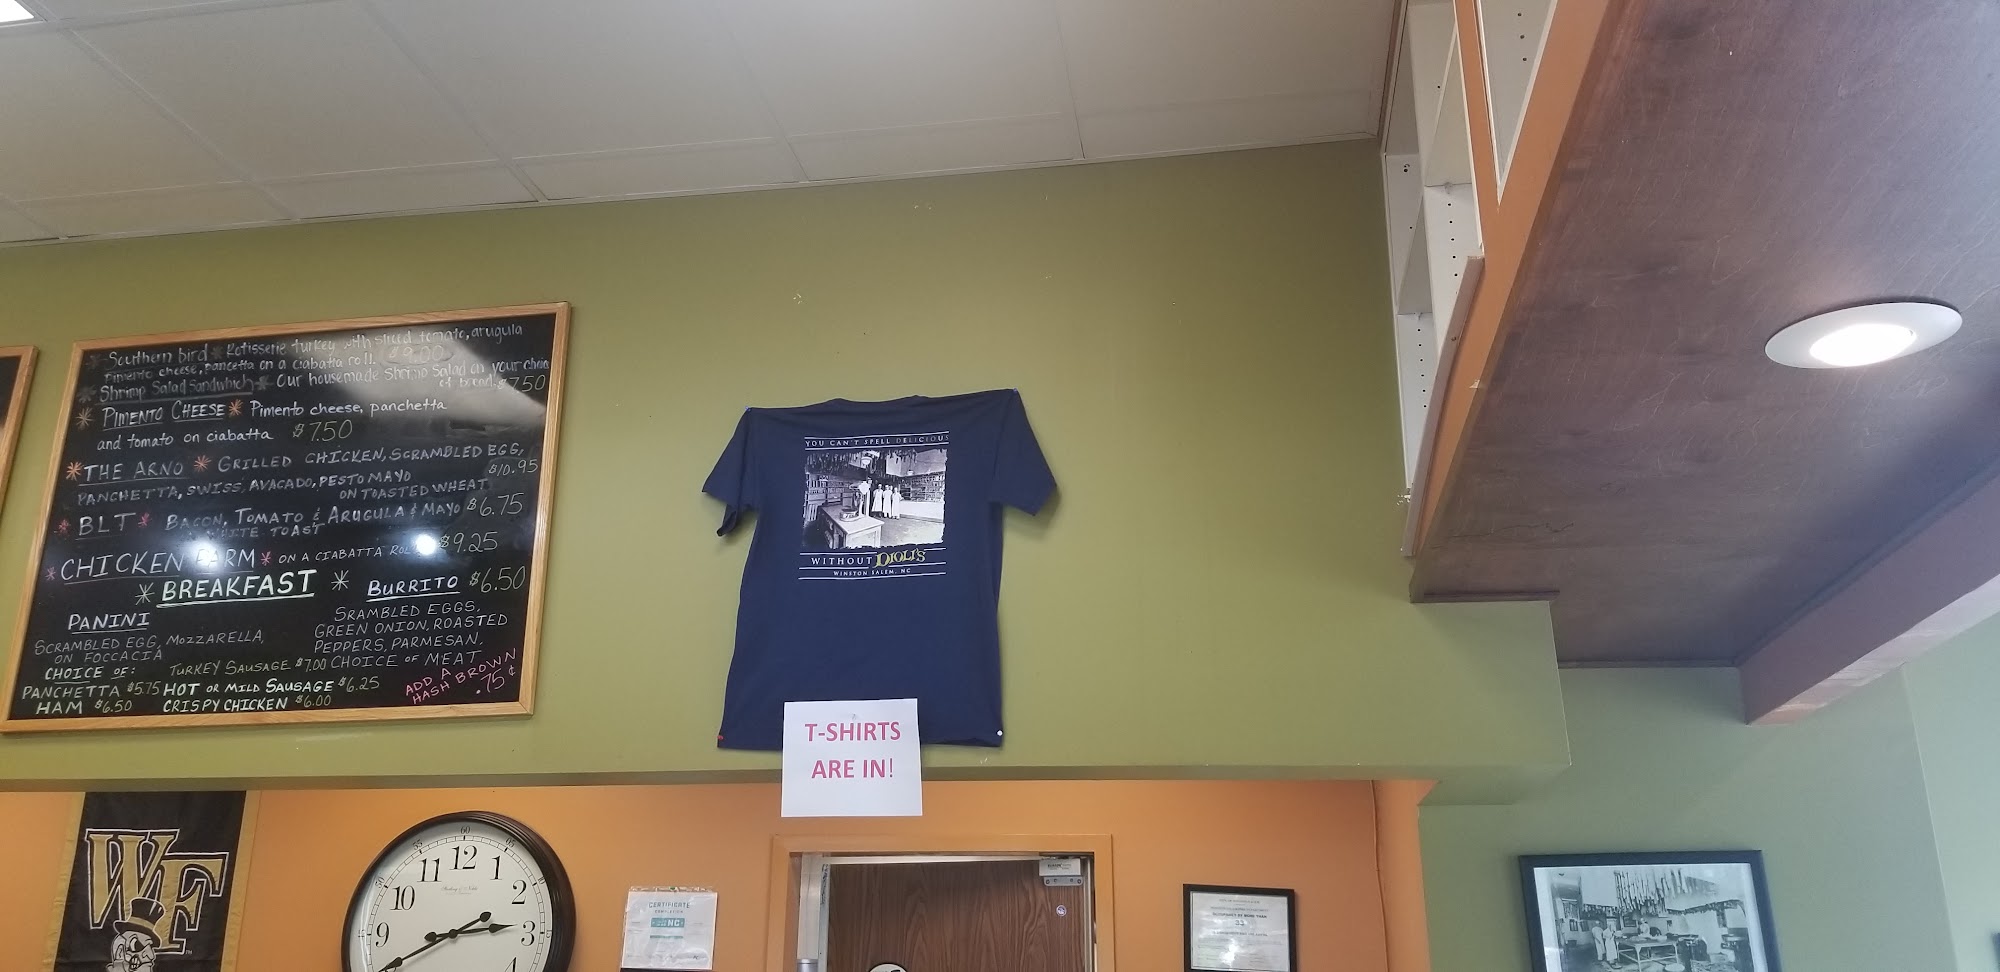 Southern bird * Rotisserie turkey with sliced tomato, arugula
Pimento cheese, pancetta on a ciabatta roll. $9.00
* Shrimp Salad Sandwhich * Our housemade Shrimp Salad on your choice
of bread. $7.50
* PIMENTO CHEESE * Pimento cheese, panchetta
and tomato on ciabatta $7.50
* THE ARNO * GRILLED CHICKEN, SCRAMBLED EGG,
PANCHETTA, SWISS, AVACADO, PESTO MAYO $10.95
ON TOASTED WHEAT
* BLT * BACON, TOMATO & ARUGULA & MAYO $6.75
WHITE TOAST
* CHICKEN FARM * ON A CIABATTA ROLL $9.25
* BREAKFAST *
BURRITO $6.50
SRAMBLED EGGS,
GREEN ONION, ROASTED
PEPPERS, PARMESAN,
CHOICE OF MEAT
PANINI
SCRAMBLED EGG, MOZZARELLA,
ON FOCCACIA
CHOICE OF: TURKEY SAUSAGE $7.00
PANCHETTA $5.75 HOT OR MILD SAUSAGE $6.25
HAM $6.50 CRISPY CHICKEN $6.00
ADD A
HASH BROWN
.75¢
YOU CAN'T SPELL DELICIOUS
WITHOUT DIOLI'S
WINSTON SALEM, NC
T-SHIRTS
ARE IN!
WF
60
05
50
15
12
11
1
10
2
9
3
4
CERTIFICATE
COMPLETION
NC